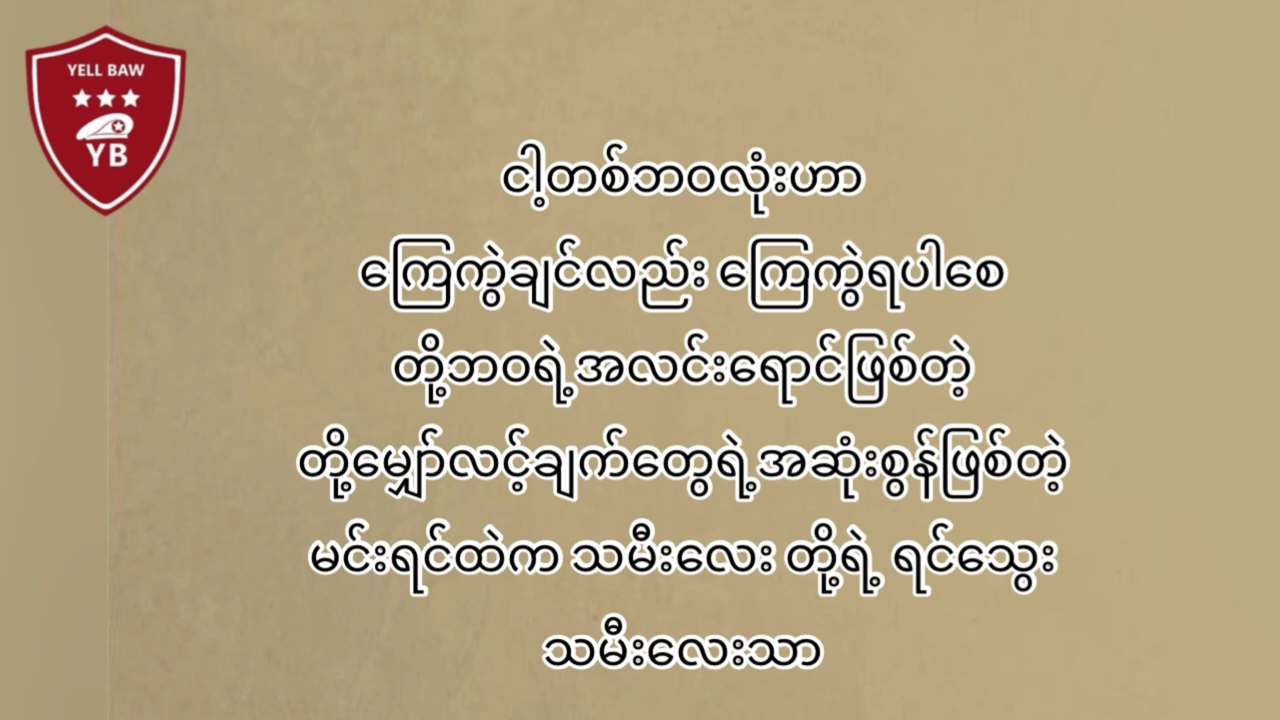 YELL BAW
YB
ငါ့တစ်ဘဝလုံးဟာ
ကြေကွဲချင်လည်း ကြေကွဲရပါစေ
တို့ဘဝရဲ့အလင်းရောင်ဖြစ်တဲ့
တို့မျှော်လင့်ချက်တွေရဲ့အဆုံးစွန်ဖြစ်တဲ့
မင်းရင်ထဲက သမီးလေး တို့ရဲ့ ရင်သွေး
သမီးလေးသာ